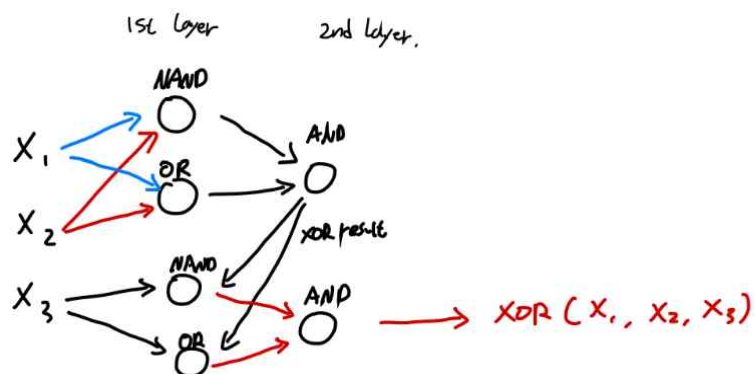 1st layer
2nd layer.
NAND
AND
X1
OR
X2
XOR result
NAND
X3
AND
XOR (X1, X2, X3)
OR